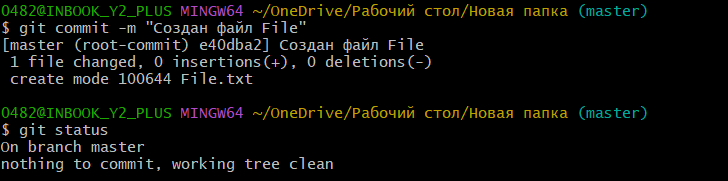 0482@INBOOK_Y2_PLUS MINGW64 ~/OneDrive/Рабочий стол/Новая папка (master)
$ git commit -m "Создан файл File"
[master (root-commit) e40dba2] Создан файл File
 1 file changed, 0 insertions(+), 0 deletions(-)
 create mode 100644 File.txt
0482@INBOOK_Y2_PLUS MINGW64 ~/OneDrive/Рабочий стол/Новая папка (master)
$ git status
On branch master
nothing to commit, working tree clean